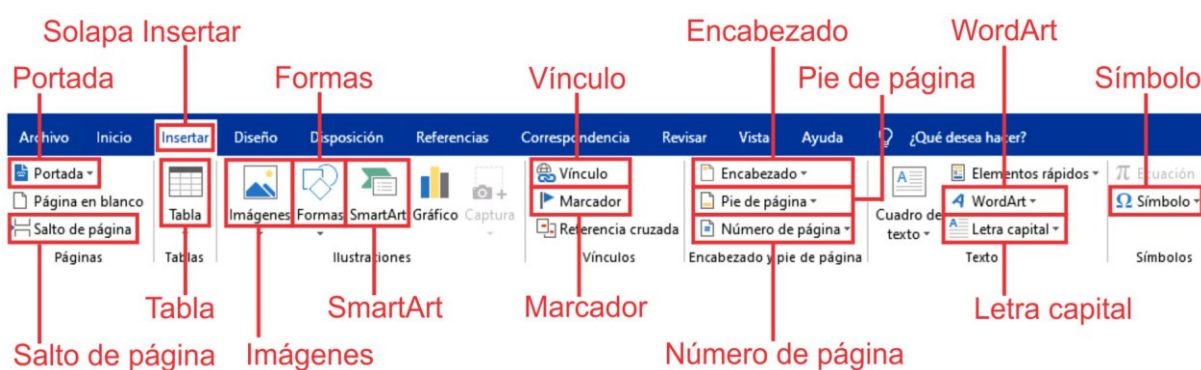 Solapa Insertar
Encabezado
WordArt
Portada
Formas
Vínculo
Pie de página
Símbolo
Archivo Inicio Insertar Diseño Disposición Referencias Correspondencia Revisar Vista Ayuda ¿Qué desea hacer?
Portada
Página en blanco
Salto de página
Páginas
Tabla
Tablas
Imágenes Formas SmartArt Gráfico Captura
Ilustraciones
Vínculo
Marcador
Referencia cruzada
Vínculos
Encabezado
Pie de página
Número de página
Encabezado y pie de página
Cuadro de
texto
Elementos rápidos
WordArt
Letra capital
Texto
π Ecuación
Ω Símbolo
Símbolos
Tabla
SmartArt
Marcador
Letra capital
Salto de página
Imágenes
Número de página